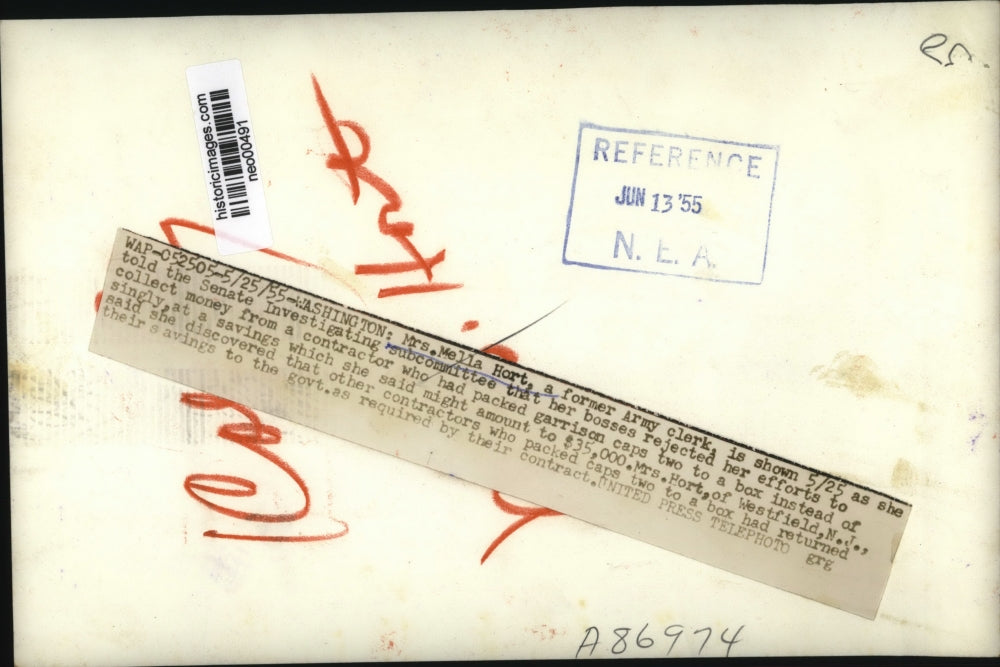 historicimages.com
neo00491
REFERENCE
JUN 13 '55
N. E. A.
WAP-052505-5/25/55-WASHINGTON: Mrs.Mella Hort, a former Army clerk, is shown 5/25 as she
told the Senate Investigating subcommittee that her bosses rejected her efforts to
collect money from a contractor who had packed garrison caps two to a box instead of
singly,at a savings which she said might amount to $35,000.Mrs.Hort,of Westfield,N.J.,
said she discovered that other contractors who packed caps two to a box had returned
their savings to the govt.as required by their contract.UNITED PRESS TELEPHOTO grg
A86974